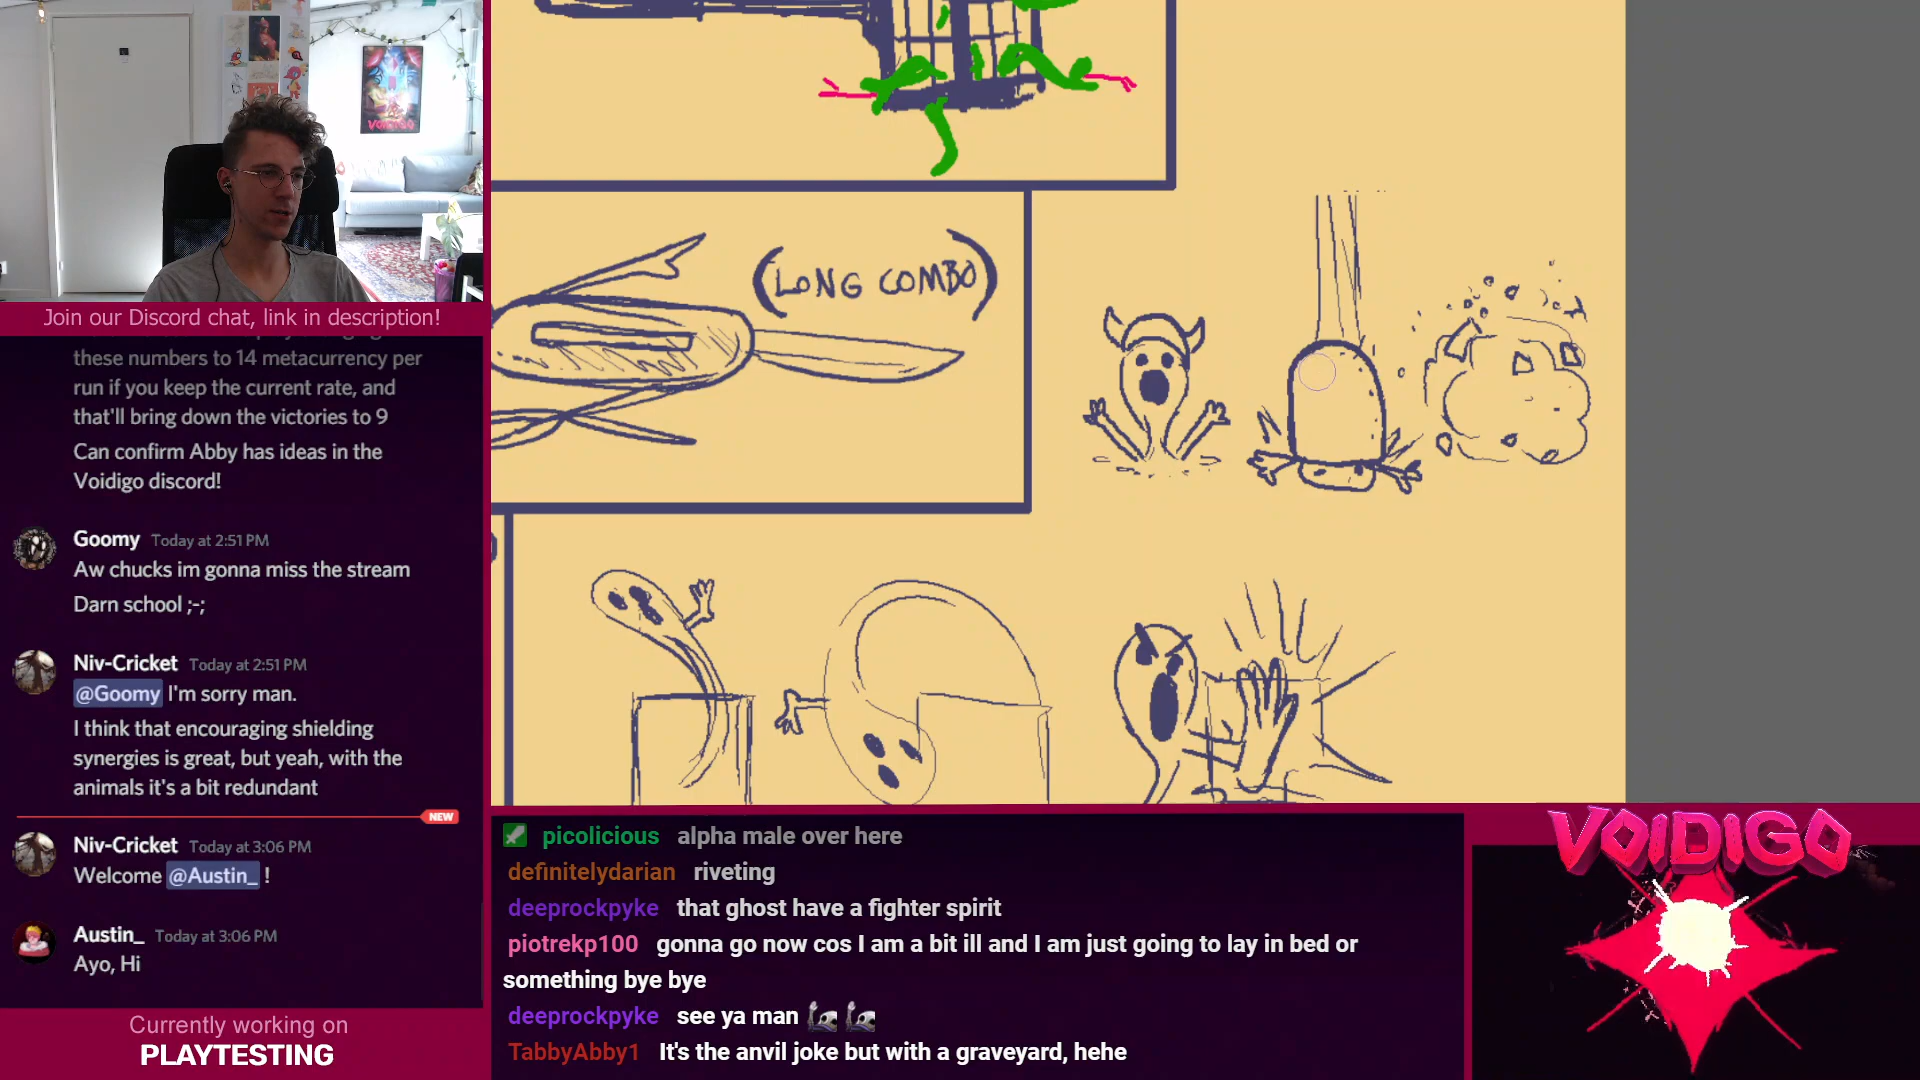 VOIDIGO
Join our Discord chat, link in description!
these numbers to 14 metacurrency per
run if you keep the current rate, and
that'll bring down the victories to 9
Can confirm Abby has ideas in the
Voidigo discord!
Goomy Today at 2:51 PM
Aw chucks im gonna miss the stream
Darn school ;-;
Niv-Cricket Today at 2:51 PM
@Goomy I'm sorry man.
I think that encouraging shielding
synergies is great, but yeah, with the
animals it's a bit redundant
NEW
Niv-Cricket Today at 3:06 PM
Welcome @Austin_ !
Austin_ Today at 3:06 PM
Ayo, Hi
Currently working on
PLAYTESTING
(LONG COMBO)
picolicious alpha male over here
definitelydarian riveting
deeprockpyke that ghost have a fighter spirit
piotrekp100 gonna go now cos I am a bit ill and I am just going to lay in bed or
something bye bye
deeprockpyke see ya man
TabbyAbby1 It's the anvil joke but with a graveyard, hehe
VOIDIGO